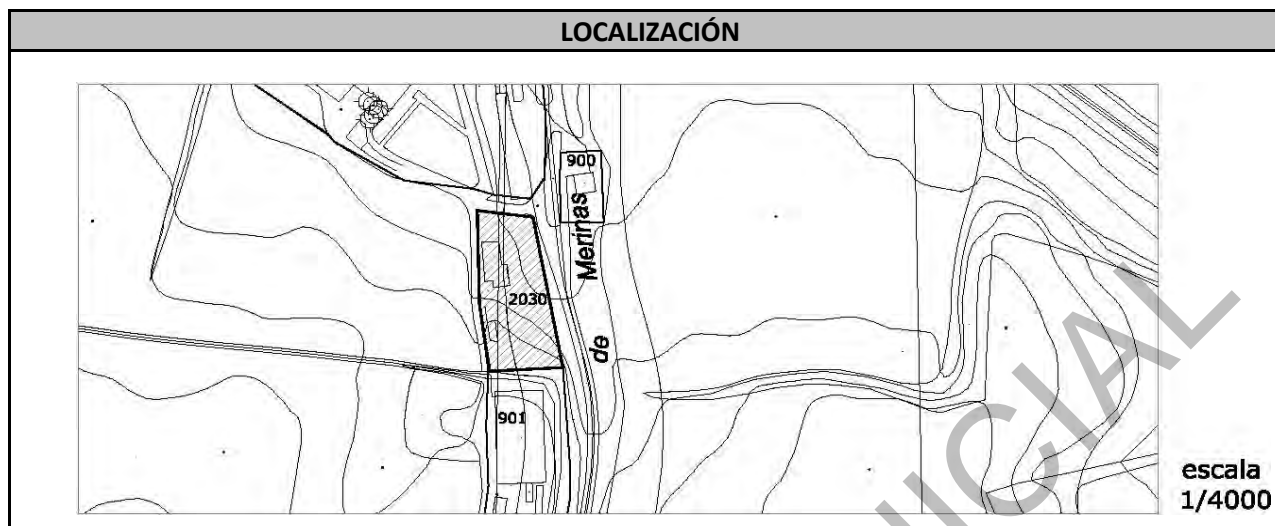 LOCALIZACIÓN
900
Merinas
de
2030
901
escala
1/4000